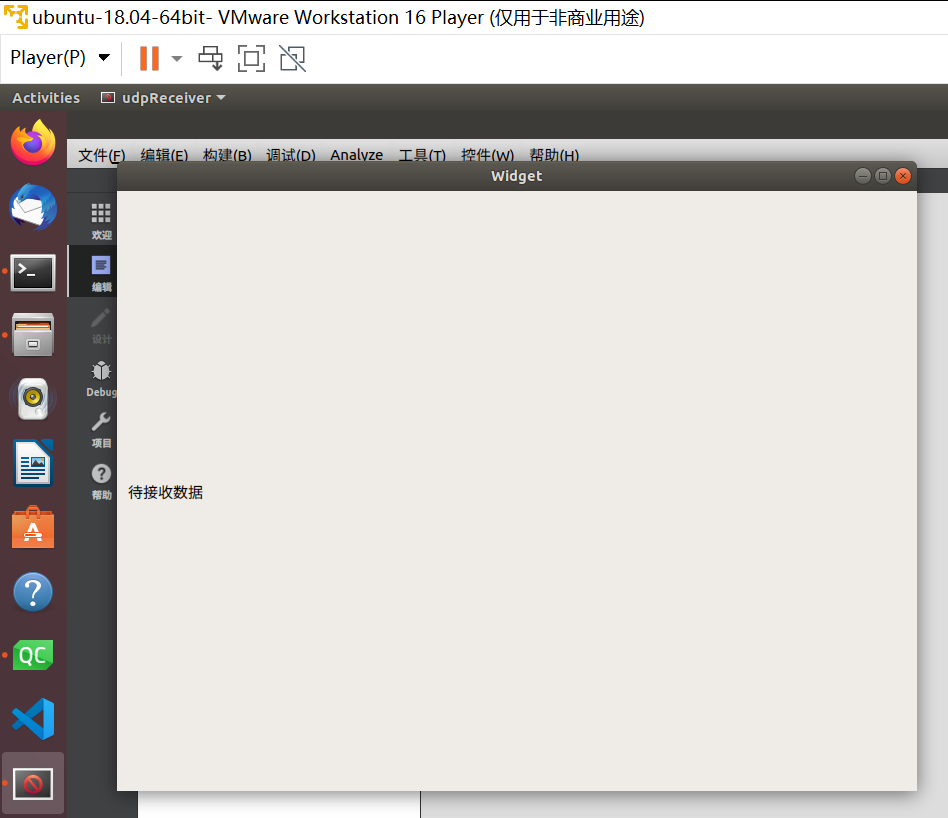 ubuntu-18.04-64bit- VMware Workstation 16 Player (仅用于非商业用途)
Player(P)
Activities udpReceiver
文件(F) 编辑(E) 构建(B) 调试(D) Analyze 工具(T) 控件(W) 帮助(H)
Widget
欢迎
编辑
设计
Debug
项目
帮助
待接收数据
QC